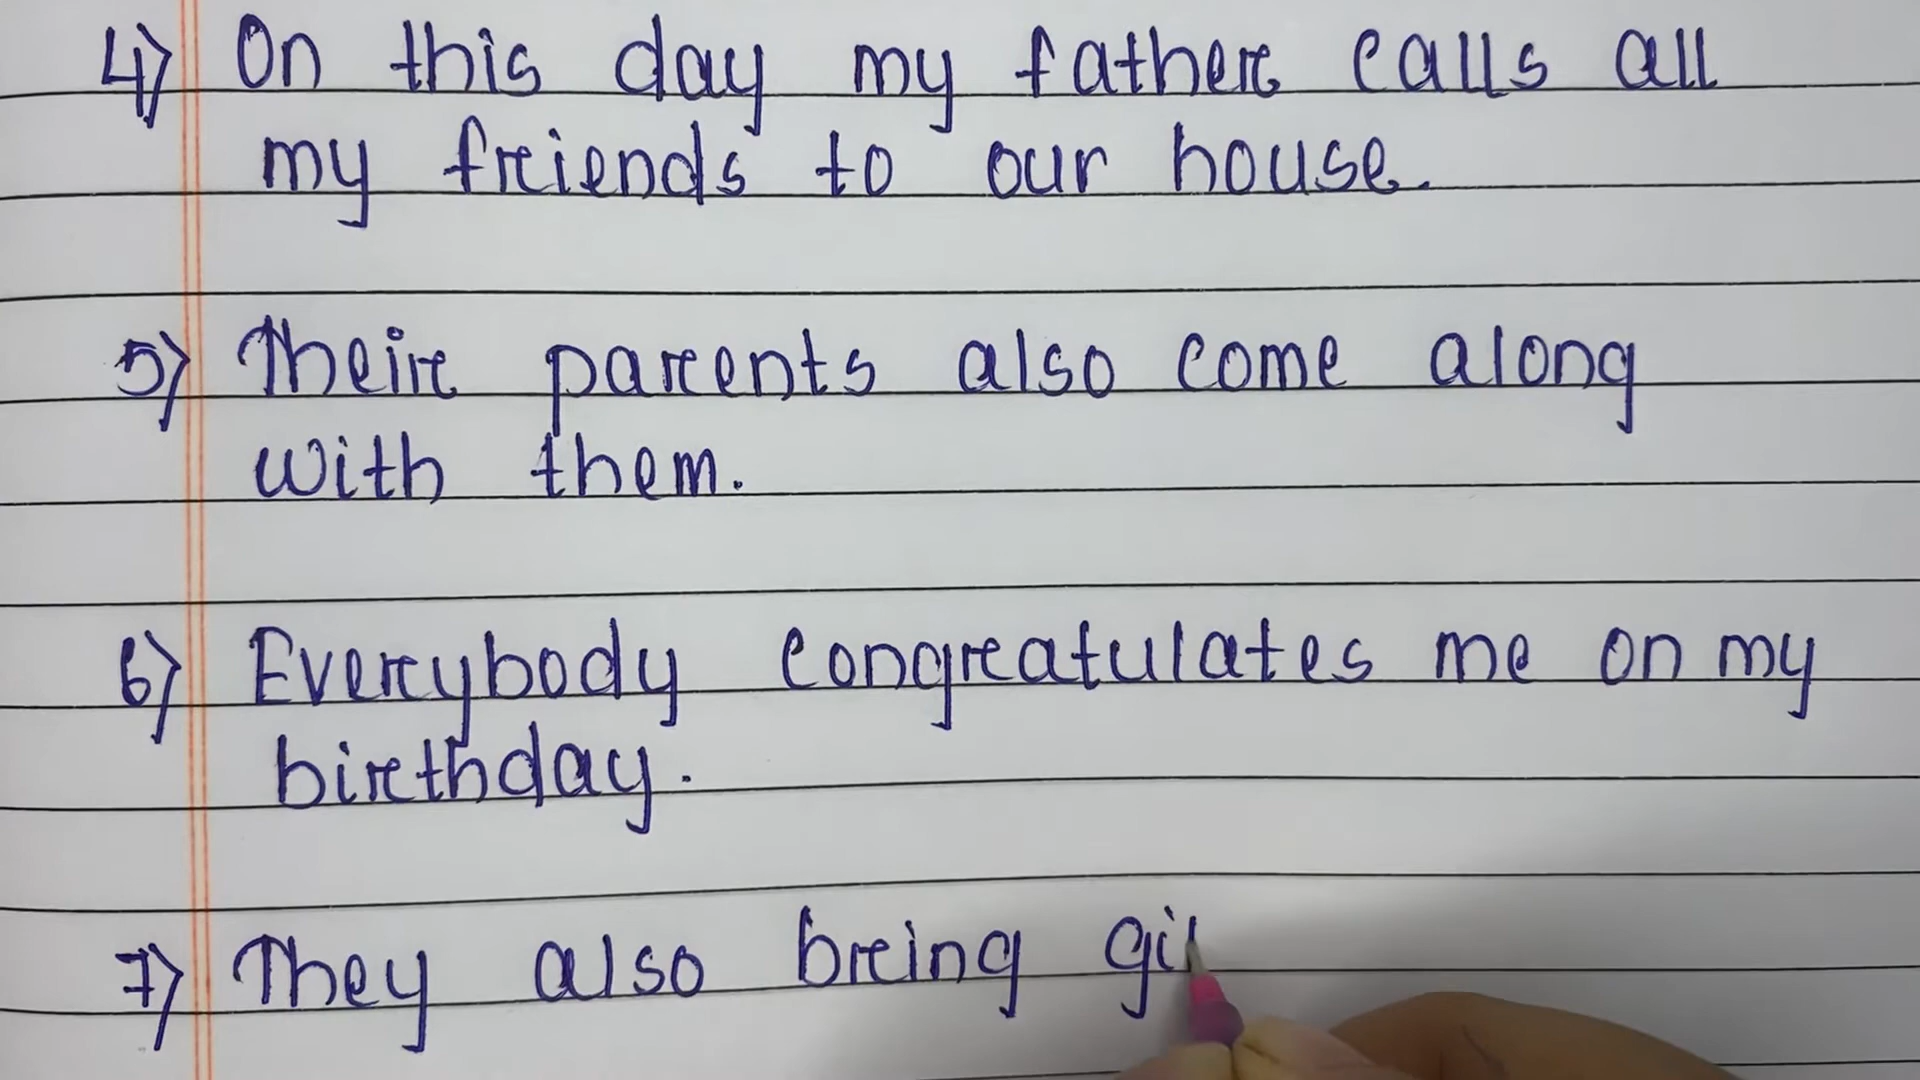 4) On this day my father calls all
my friends to our house.
5) Their parents also come along
with them.
6) Everybody congratulates me on my
birthday.
7) They also bring gi